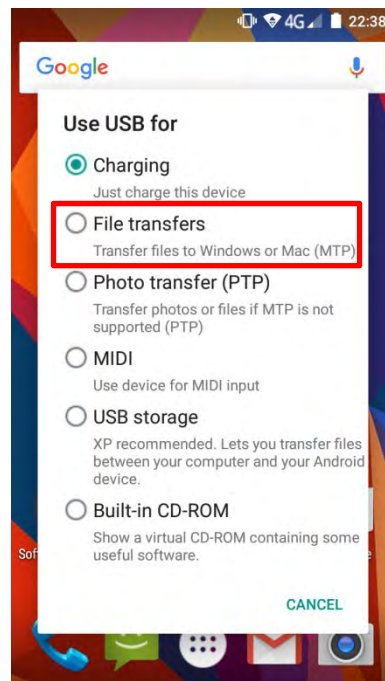 4G 22:38
Google
Use USB for
Charging
Just charge this device
File transfers
Transfer files to Windows or Mac (MTP)
Photo transfer (PTP)
Transfer photos or files if MTP is not
supported (PTP)
MIDI
Use device for MIDI input
USB storage
XP recommended. Lets you transfer files
between your computer and your Android
device.
Built-in CD-ROM
Show a virtual CD-ROM containing some
useful software.
CANCEL